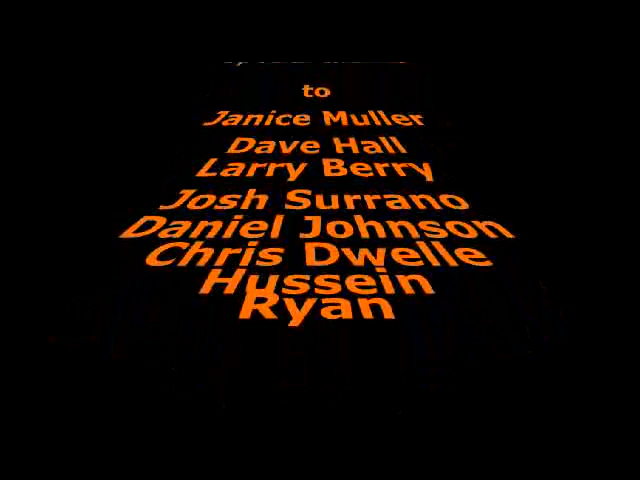 to
Janice Muller
Dave Hall
Larry Berry
Josh Surrano
Daniel Johnson
Chris Dwelle
Hussein
Ryan